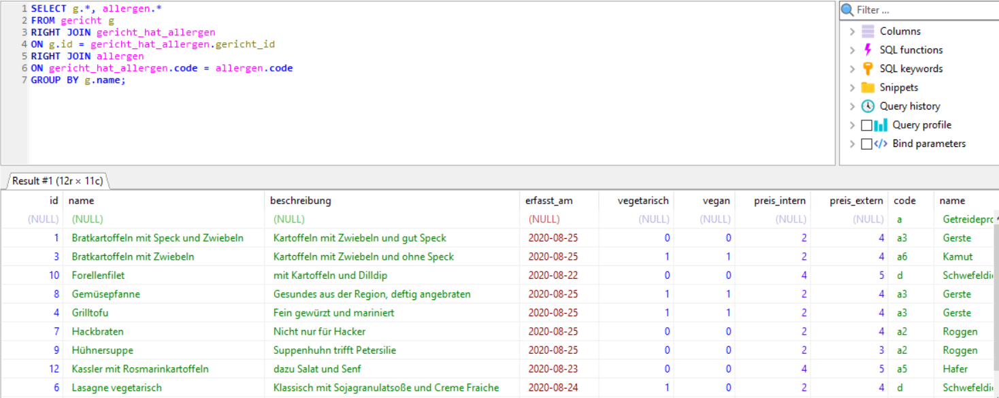 1 SELECT g.*, allergen.*
2 FROM gericht g
3 RIGHT JOIN gericht_hat_allergen
4 ON g.id = gericht_hat_allergen.gericht_id
5 RIGHT JOIN allergen
6 ON gericht_hat_allergen.code = allergen.code
7 GROUP BY g.name;
Filter ...
Columns
SQL functions
SQL keywords
Snippets
Query history
Query profile
Bind parameters
Result #1 (12r × 11c)
id name beschreibung erfasst_am vegetarisch vegan preis_intern preis_extern code name
(NULL) (NULL) (NULL) (NULL) (NULL) (NULL) (NULL) (NULL) a Getreidepro
1 Bratkartoffeln mit Speck und Zwiebeln Kartoffeln mit Zwiebeln und gut Speck 2020-08-25 0 0 2 4 a3 Gerste
3 Bratkartoffeln mit Zwiebeln Kartoffeln mit Zwiebeln und ohne Speck 2020-08-25 1 1 2 4 a6 Kamut
10 Forellenfilet mit Kartoffeln und Dilldip 2020-08-22 0 0 4 5 d Schwefeldi
8 Gemüsepfanne Gesundes aus der Region, deftig angebraten 2020-08-25 1 1 2 4 a3 Gerste
4 Grilltofu Fein gewürzt und mariniert 2020-08-25 1 1 2 4 a3 Gerste
7 Hackbraten Nicht nur für Hacker 2020-08-25 0 0 2 4 a2 Roggen
9 Hühnersuppe Suppenhuhn trifft Petersilie 2020-08-25 0 0 2 3 a2 Roggen
12 Kassler mit Rosmarinkartoffeln dazu Salat und Senf 2020-08-23 0 0 4 5 a5 Hafer
6 Lasagne vegetarisch Klassisch mit Sojagranulatsoße und Creme Fraiche 2020-08-24 1 0 2 4 d Schwefeldi